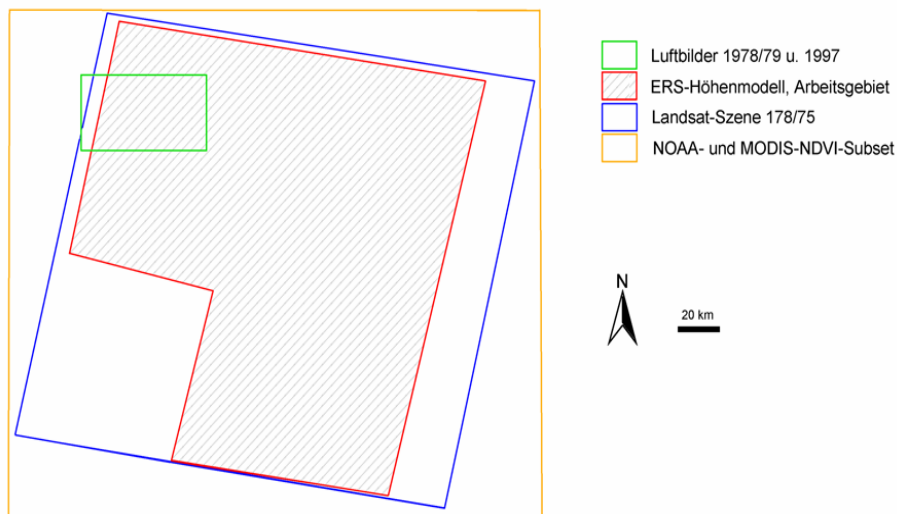 Luftbilder 1978/79 u. 1997
ERS-Höhenmodell, Arbeitsgebiet
Landsat-Szene 178/75
NOAA- und MODIS-NDVI-Subset
N
20 km